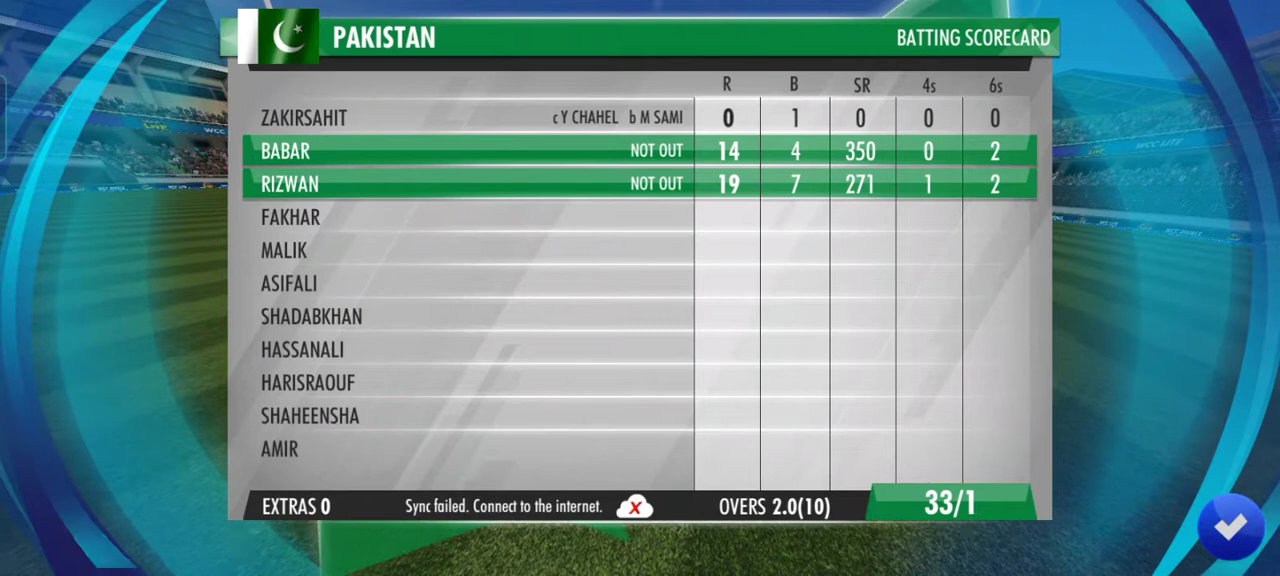 PAKISTAN BATTING SCORECARD
R B SR 4s 6s
ZAKIRSAHIT c Y CHAHEL b M SAMI 0 1 0 0 0
BABAR NOT OUT 14 4 350 0 2
RIZWAN NOT OUT 19 7 271 1 2
FAKHAR
MALIK
ASIFALI
SHADABKHAN
HASSANALI
HARISRAOUF
SHAHEENSHA
AMIR
EXTRAS 0 Sync failed. Connect to the internet. X OVERS 2.0(10) 33/1
WCC LITE